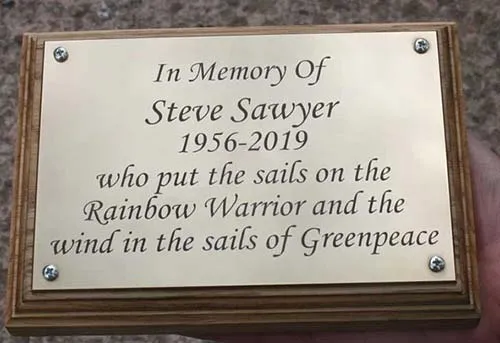 In Memory Of
Steve Sawyer
1956-2019
who put the sails on the
Rainbow Warrior and the
wind in the sails of Greenpeace